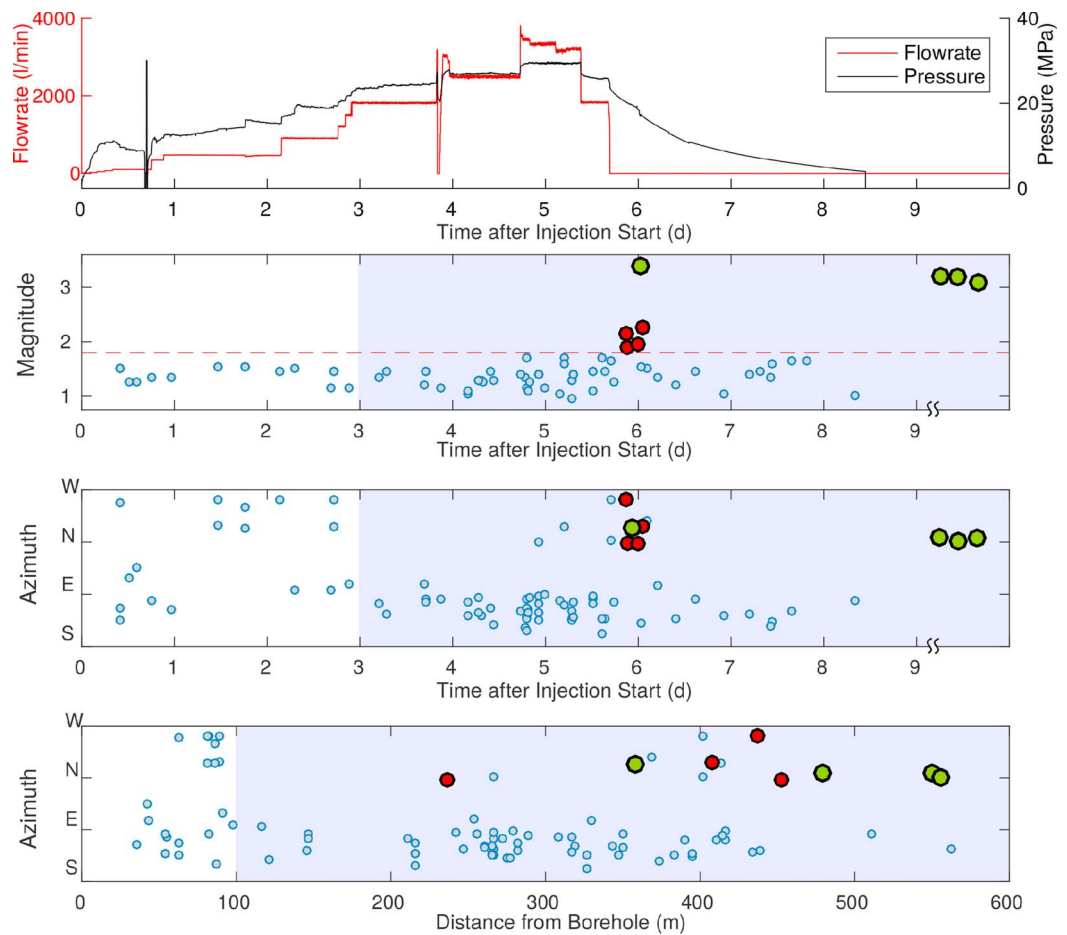 4000
2000
0
Flowrate (l/min)
Flowrate
Pressure
40
20
0
Pressure (MPa)
0 1 2 3 4 5 6 7 8 9
Time after Injection Start (d)
3
2
1
Magnitude
0 1 2 3 4 5 6 7 8 9
Time after Injection Start (d)
W
N
E
S
Azimuth
0 1 2 3 4 5 6 7 8 9
Time after Injection Start (d)
W
N
E
S
Azimuth
0 100 200 300 400 500 600
Distance from Borehole (m)